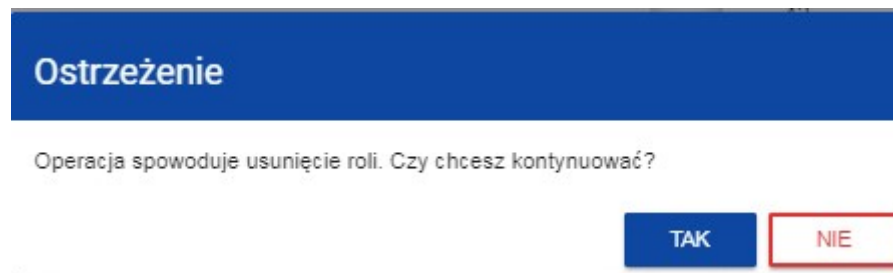 Ostrzeżenie
Operacja spowoduje usunięcie roli. Czy chcesz kontynuować?
TAK NIE